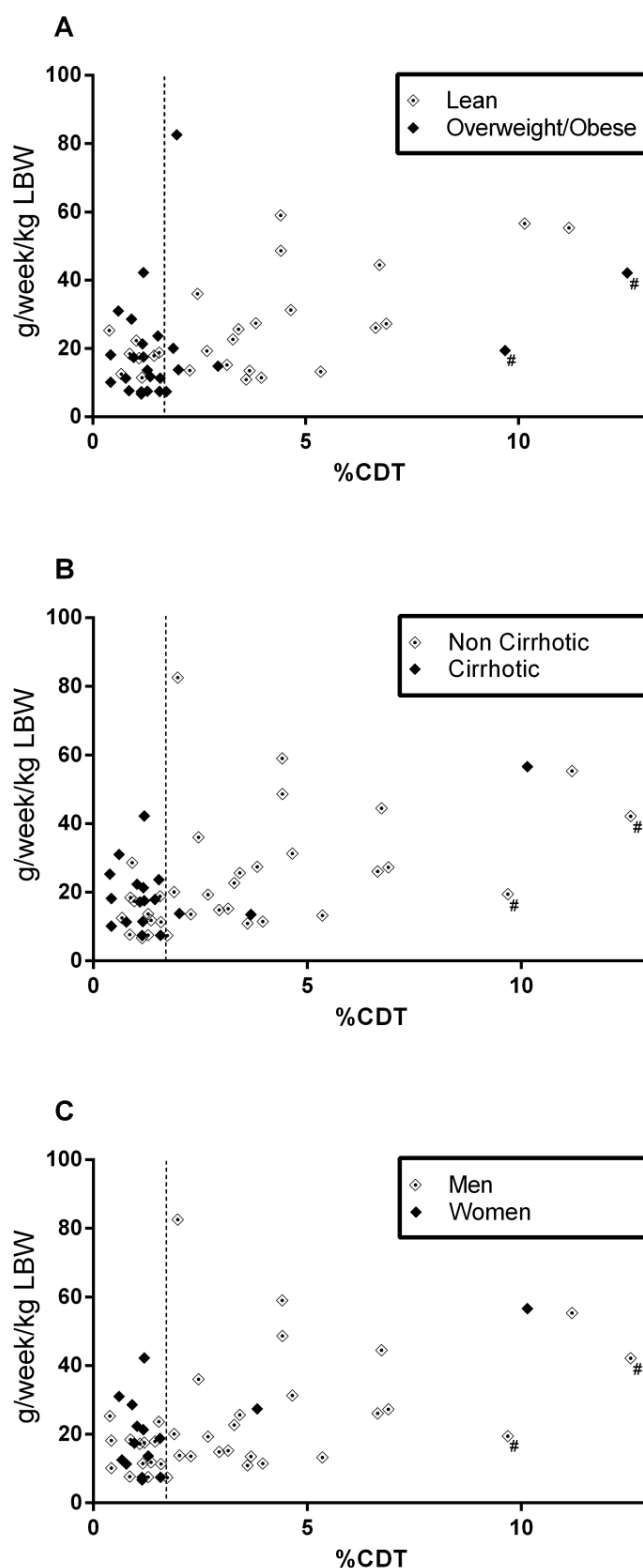 A
100
80
60
40
20
0
g/week/kg LBW
Lean
Overweight/Obese
#
#
0
5
10
%CDT
B
100
80
60
40
20
0
g/week/kg LBW
Non Cirrhotic
Cirrhotic
#
#
0
5
10
%CDT
C
100
80
60
40
20
0
g/week/kg LBW
Men
Women
#
#
0
5
10
%CDT